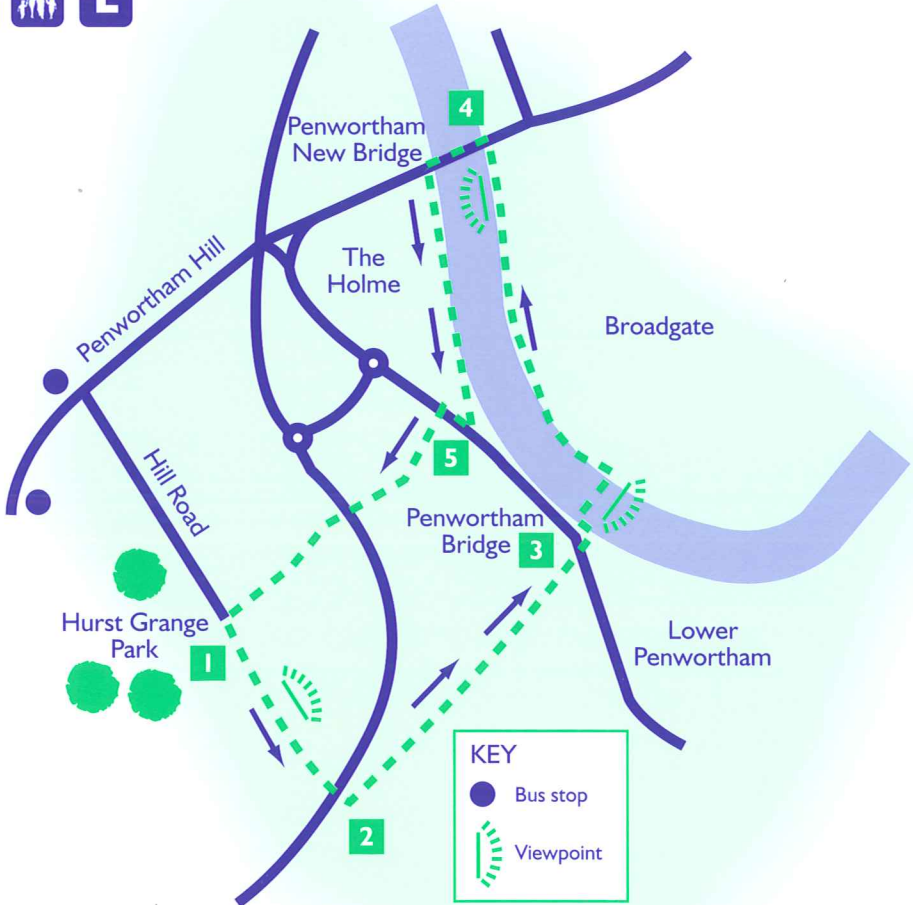 L
4
Penwortham
New Bridge
The
Holme
Penwortham Hill
Broadgate
Hill Road
5
Penwortham
Bridge
3
Hurst Grange
Park
1
Lower
Penwortham
2
KEY
Bus stop
Viewpoint